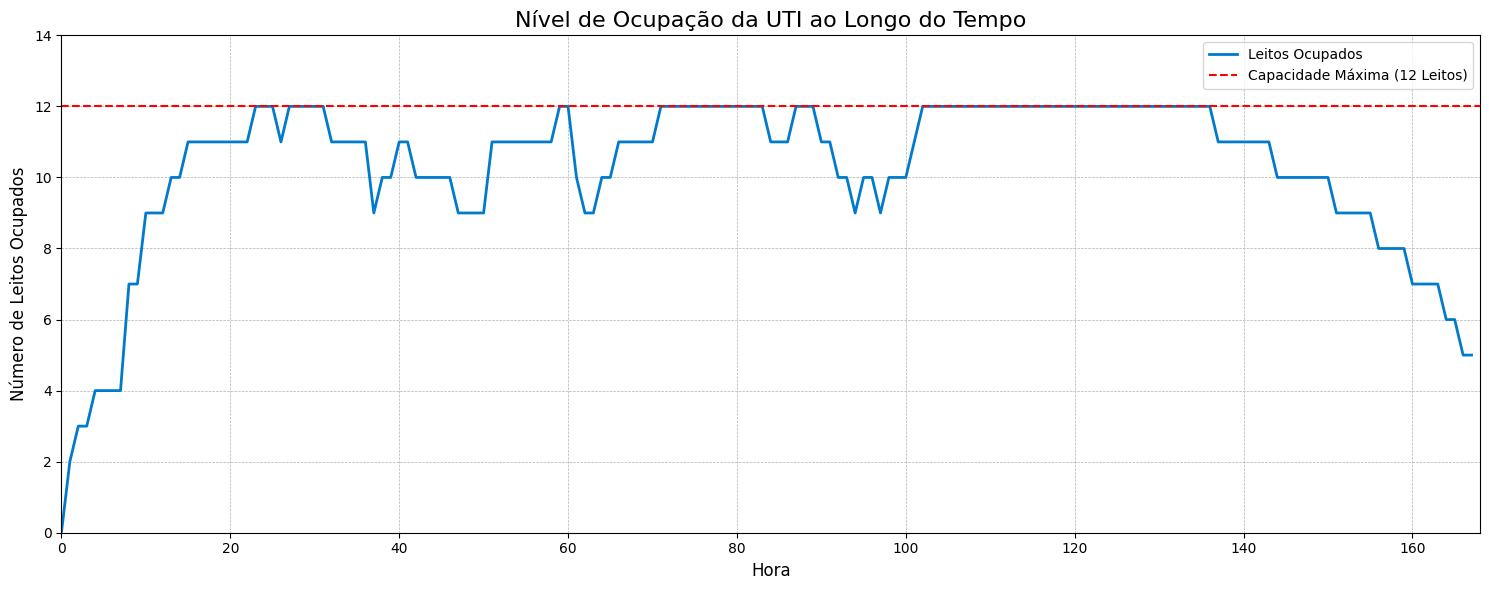 Nível de Ocupação da UTI ao Longo do Tempo
Leitos Ocupados
Capacidade Máxima (12 Leitos)
Número de Leitos Ocupados
14
12
10
8
6
4
2
0
0 20 40 60 80 100 120 140 160
Hora